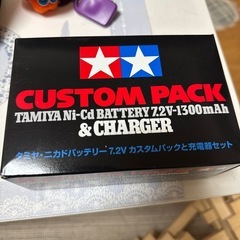 CUSTOM PACK
TAMIYA Ni-Cd BATTERY 7.2V-1300mAh
& CHARGER
タミヤ・ニカドバッテリー7.2V カスタムパックと充電器セット